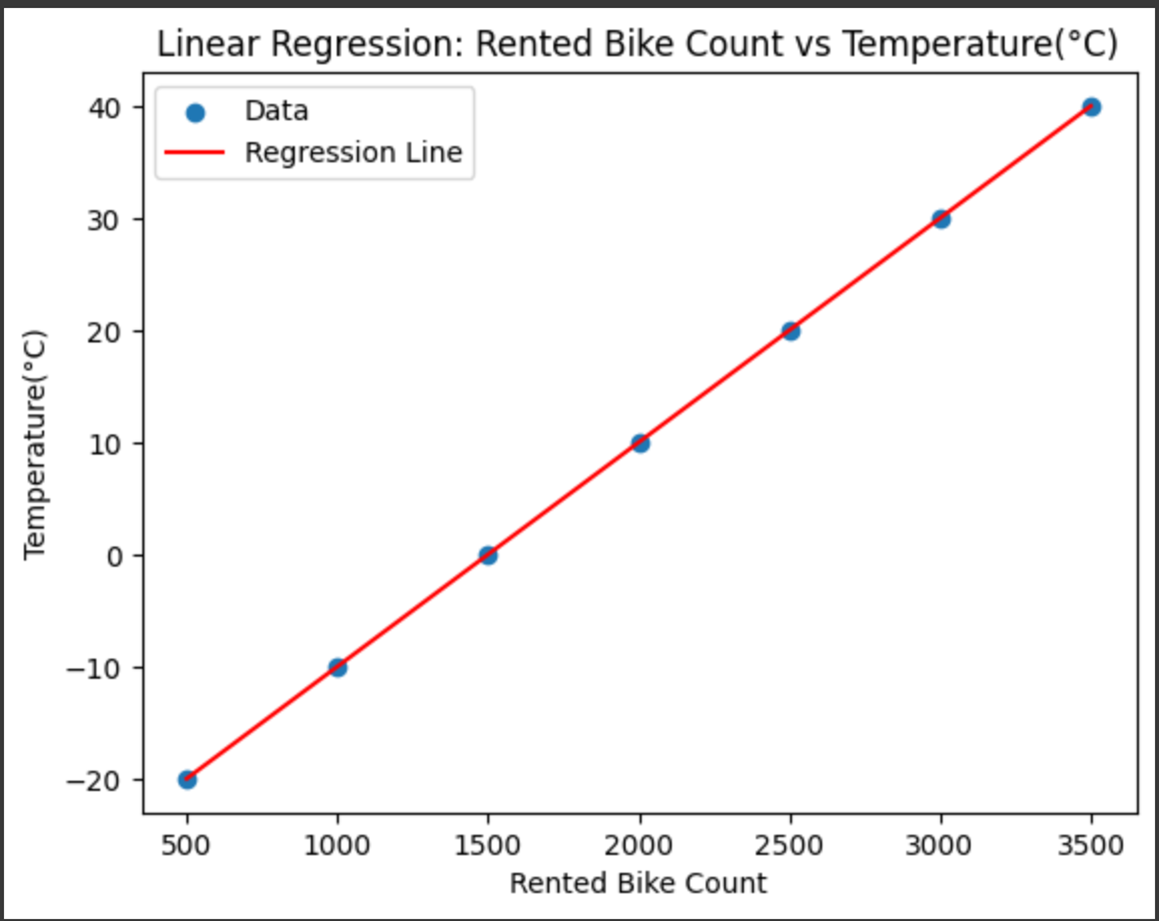 Linear Regression: Rented Bike Count vs Temperature(°C)
Data
Regression Line
40
30
20
10
0
−10
−20
Temperature(°C)
500 1000 1500 2000 2500 3000 3500
Rented Bike Count